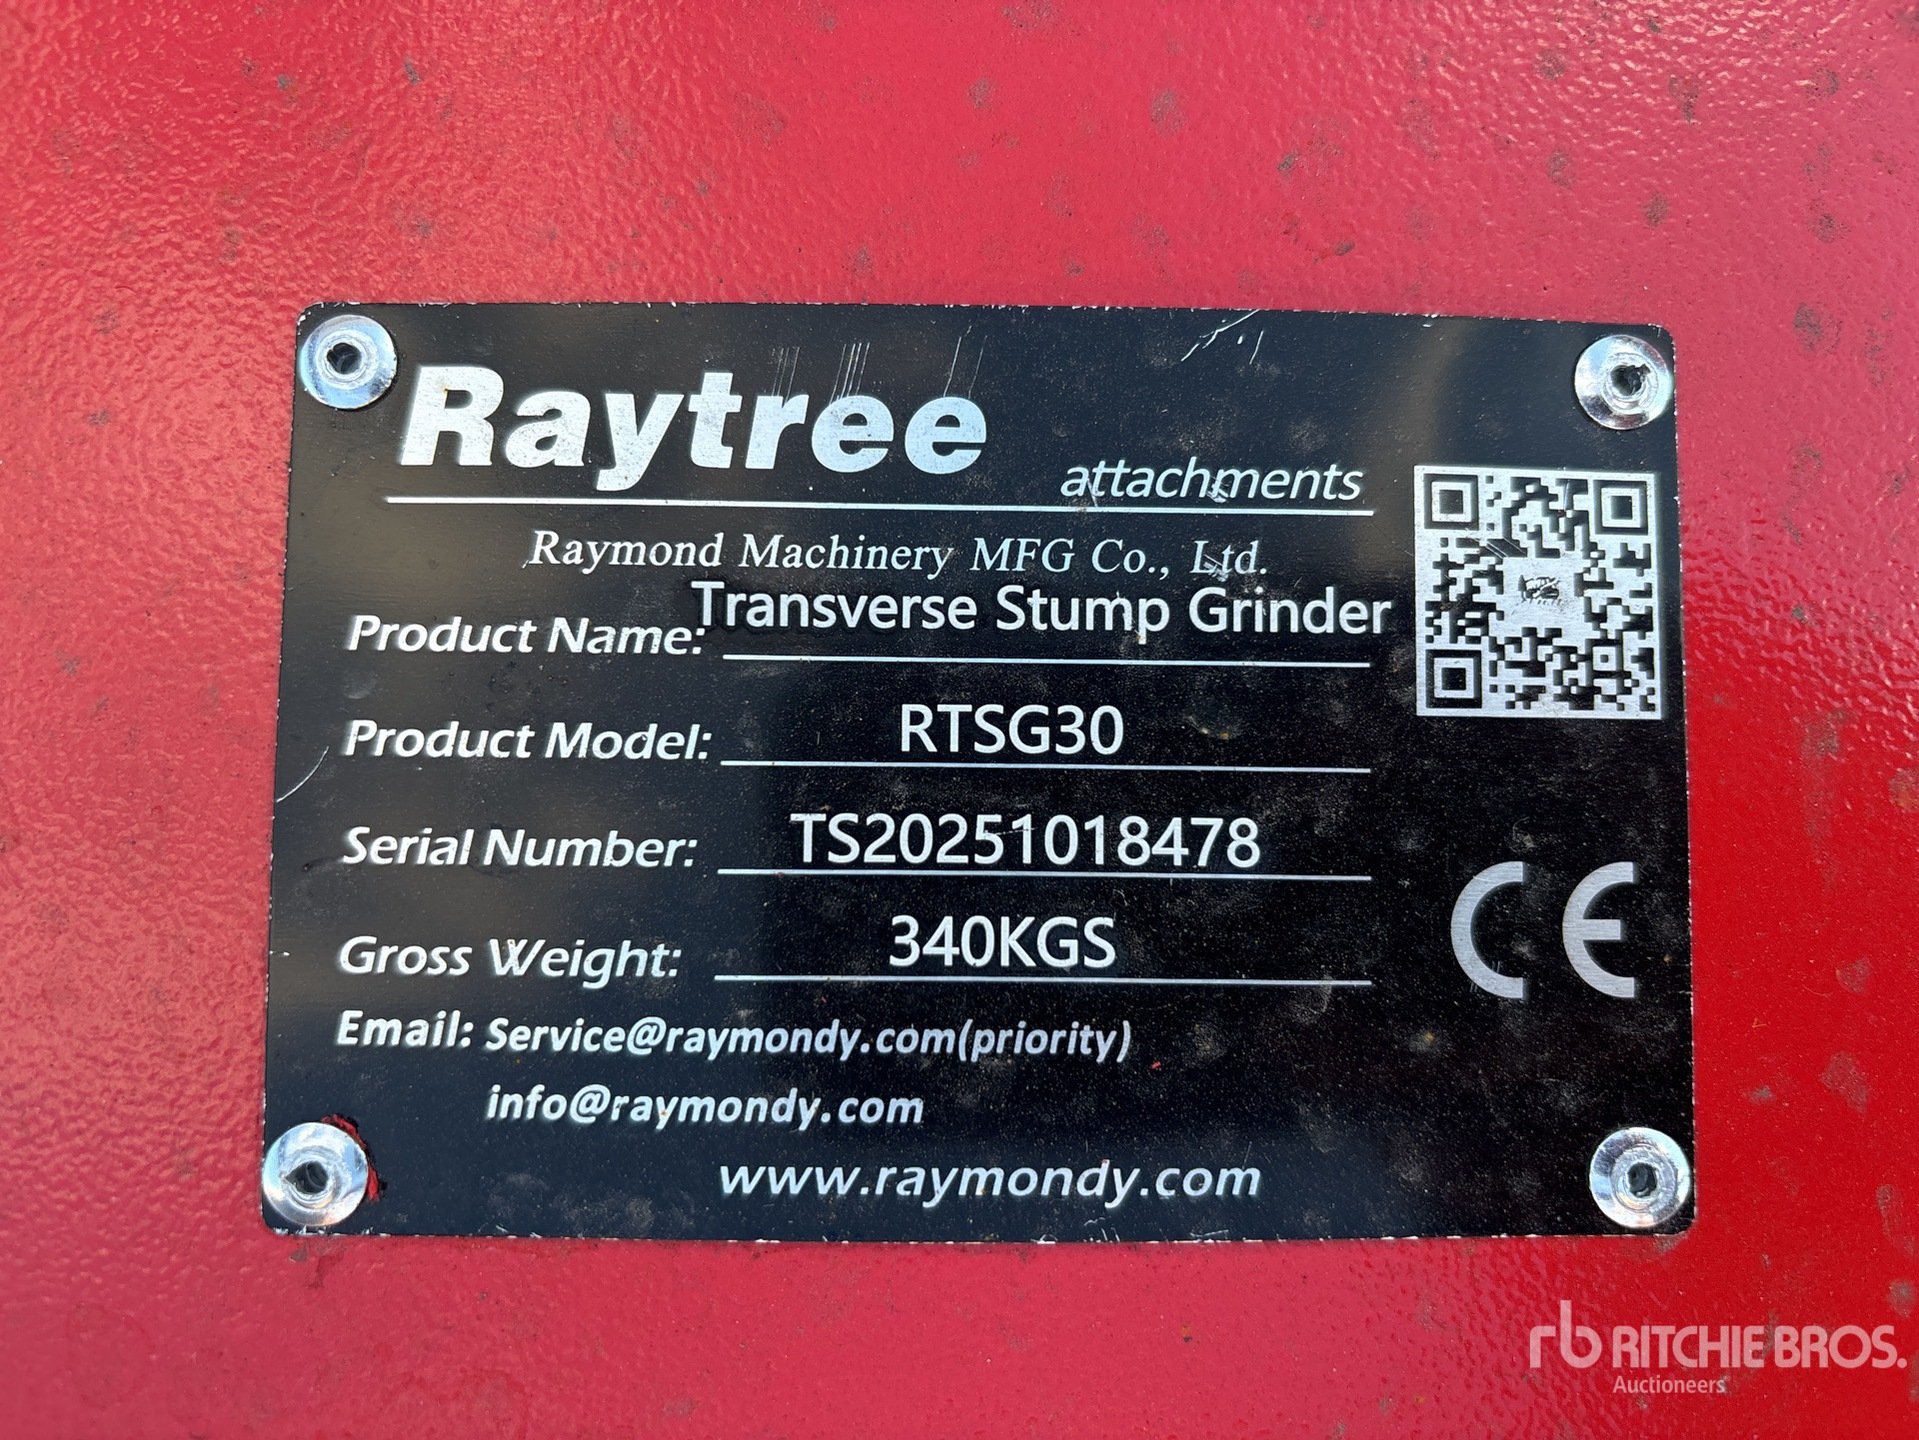 Raytree
attachments
Raymond Machinery MFG Co., Ltd.
Product Name: Transverse Stump Grinder
Product Model: RTSG30
Serial Number: TS20251018478
Gross Weight: 340KGS
Email: Service@raymondy.com(priority)
info@raymondy.com
www.raymondy.com
CE
rb RITCHIE BROS.
Auctioneers